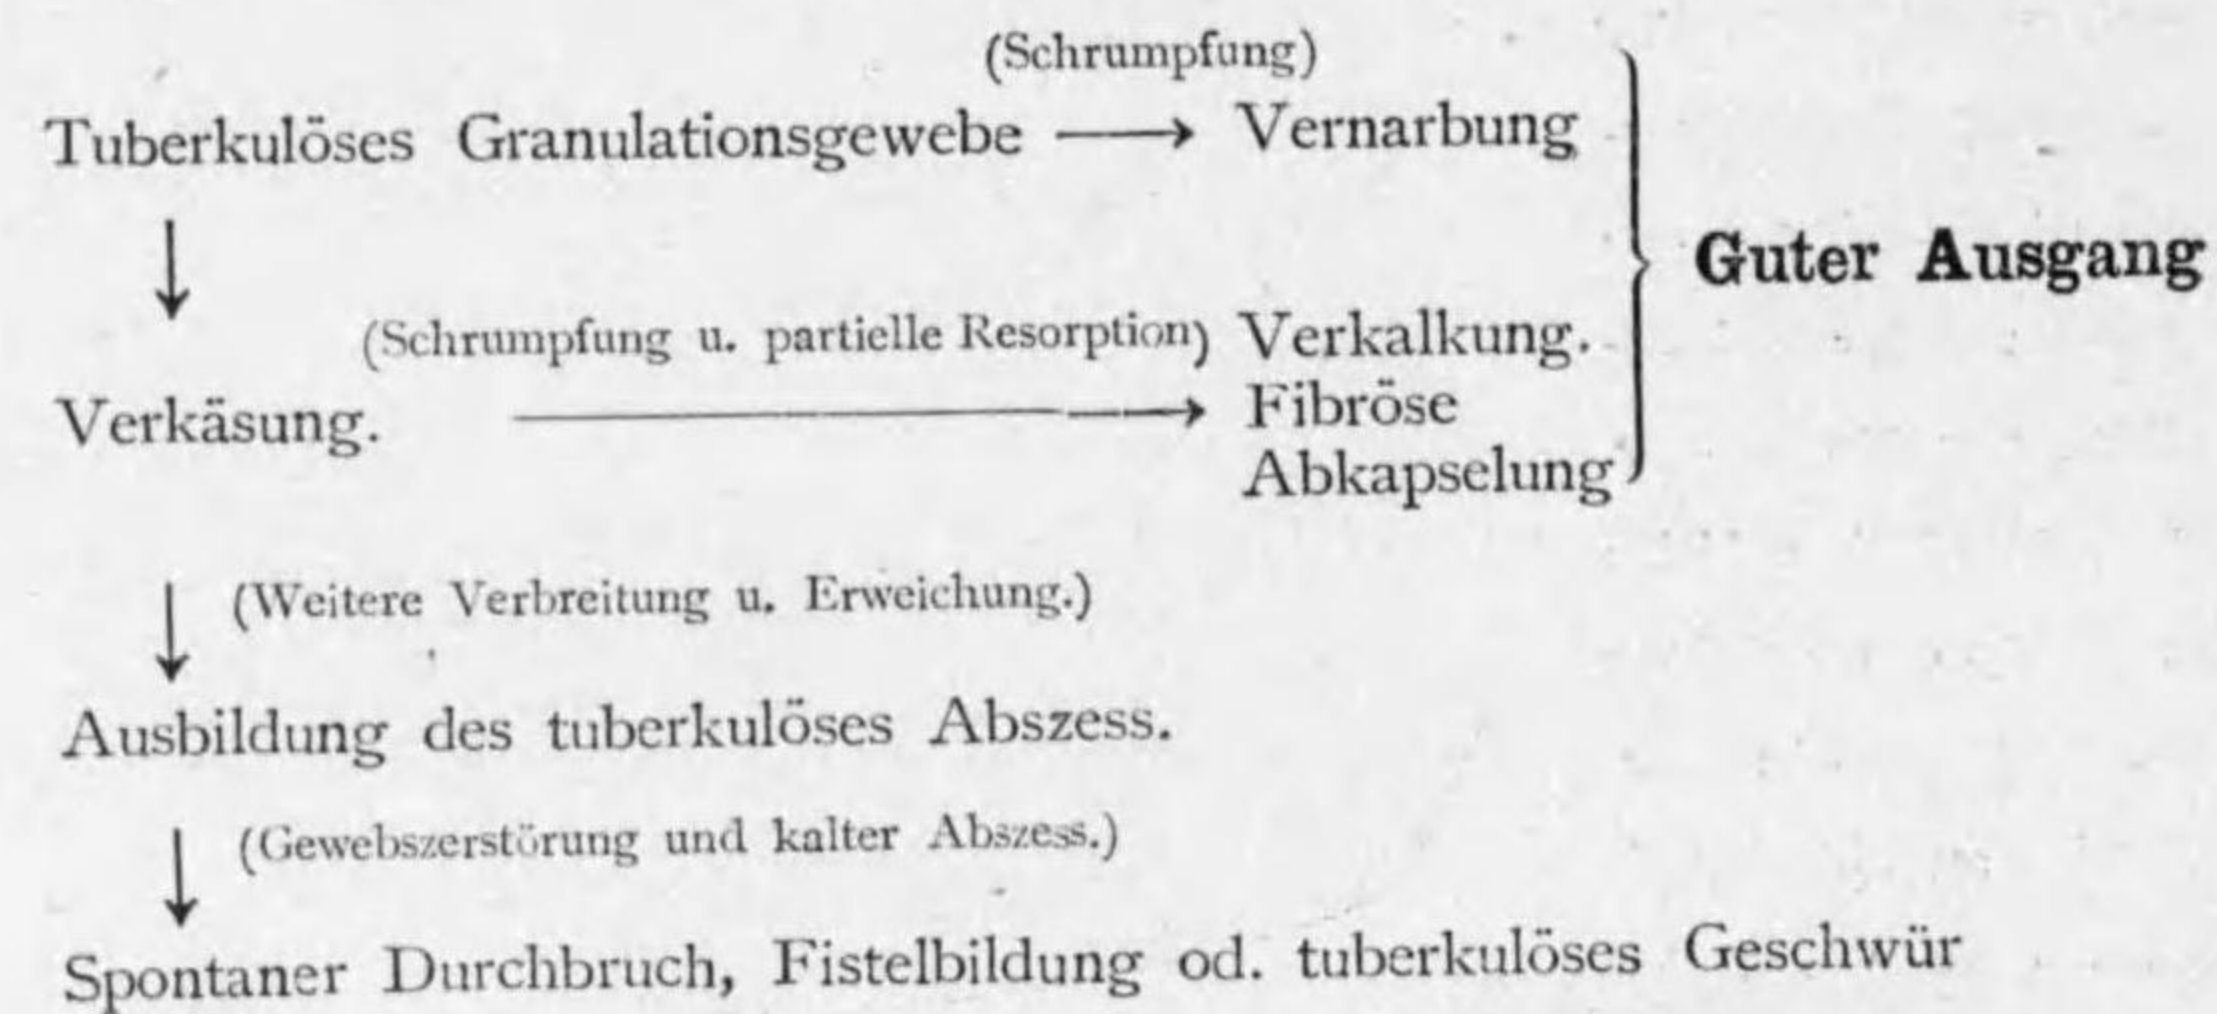 (Schrumpfung)
Tuberkulöses Granulationsgewebe → Vernarbung
Guter Ausgang
(Schrumpfung u. partielle Resorption) Verkalkung.
Verkäsung. → Fibröse
Abkapselung
(Weitere Verbreitung u. Erweichung.)
Ausbildung des tuberkulöses Abszess.
(Gewebszerstörung und kalter Abszess.)
Spontaner Durchbruch, Fistelbildung od. tuberkulöses Geschwür